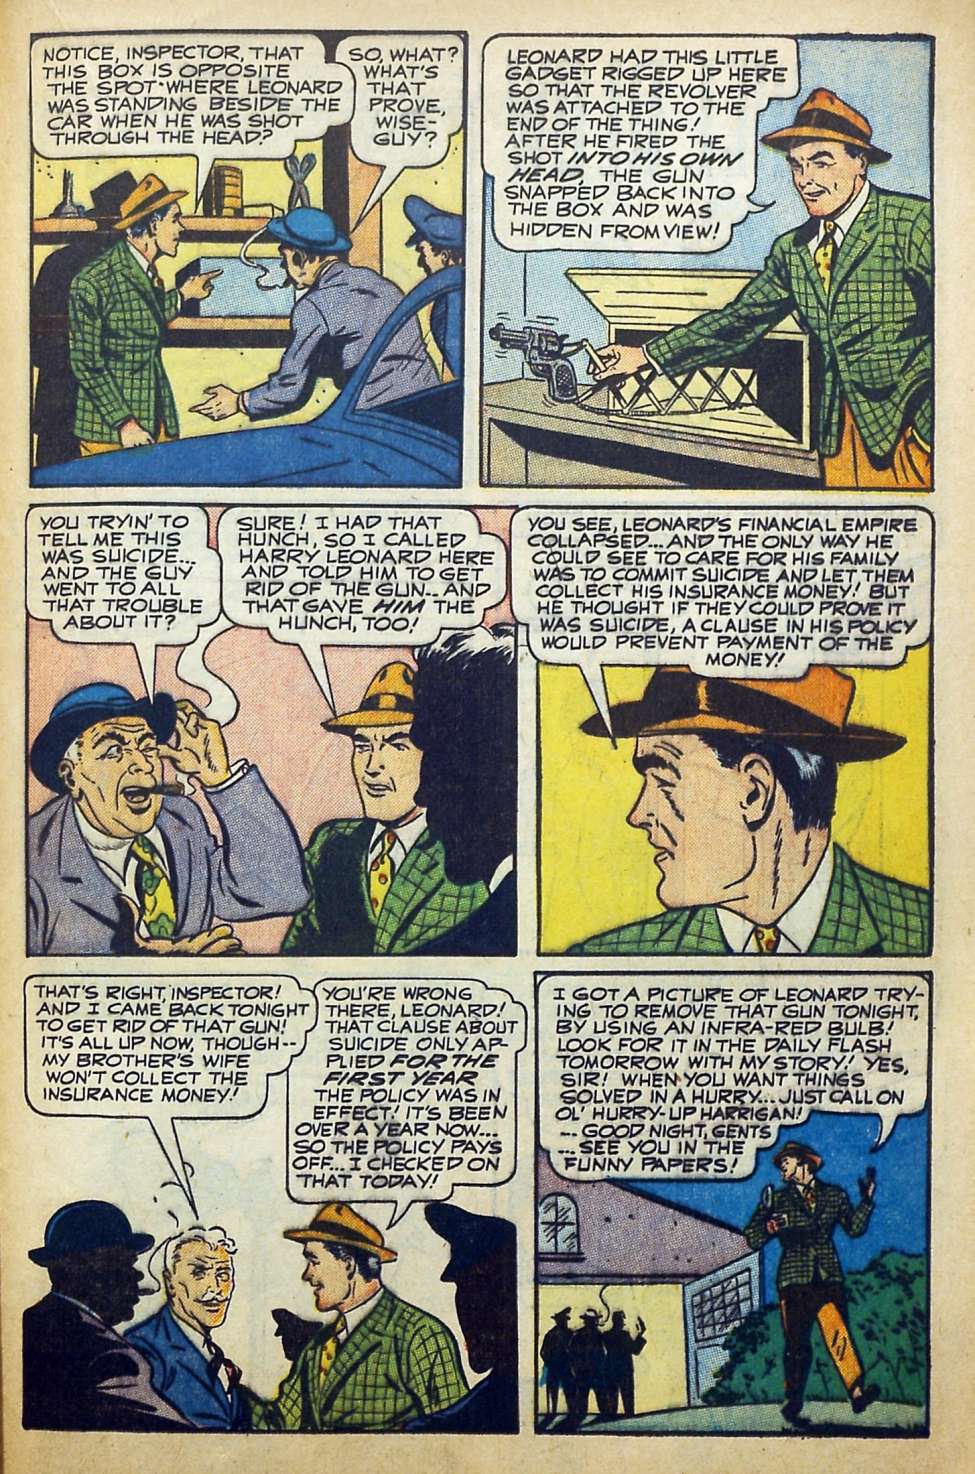 NOTICE, INSPECTOR, THAT
THIS BOX IS OPPOSITE
THE SPOT WHERE LEONARD
WAS STANDING BESIDE THE
CAR WHEN HE WAS SHOT
THROUGH THE HEAD?
SO, WHAT?
WHAT'S
THAT
PROVE,
WISE-
GUY?
LEONARD HAD THIS LITTLE
GADGET RIGGED UP HERE
SO THAT THE REVOLVER
WAS ATTACHED TO THE
END OF THE THING!
AFTER HE FIRED THE
SHOT INTO HIS OWN
HEAD, THE GUN
SNAPPED BACK INTO
THE BOX AND WAS
HIDDEN FROM VIEW!
YOU TRYIN' TO
TELL ME THIS
WAS SUICIDE...
AND THE GUY
WENT TO ALL
THAT TROUBLE
ABOUT IT?
SURE! I HAD THAT
HUNCH, SO I CALLED
HARRY LEONARD HERE
AND TOLD HIM TO GET
RID OF THE GUN... AND
THAT GAVE HIM THE
HUNCH, TOO!
YOU SEE, LEONARD'S FINANCIAL EMPIRE
COLLAPSED... AND THE ONLY WAY HE
COULD SEE TO CARE FOR HIS FAMILY
WAS TO COMMIT SUICIDE AND LET THEM
COLLECT HIS INSURANCE MONEY! BUT
HE THOUGHT IF THEY COULD PROVE IT
WAS SUICIDE, A CLAUSE IN HIS POLICY
WOULD PREVENT PAYMENT OF THE
MONEY!
THAT'S RIGHT, INSPECTOR!
AND I CAME BACK TONIGHT
TO GET RID OF THAT GUN!
IT'S ALL UP NOW, THOUGH--
MY BROTHER'S WIFE
WON'T COLLECT THE
INSURANCE MONEY!
YOU'RE WRONG
THERE, LEONARD!
THAT CLAUSE ABOUT
SUICIDE ONLY AP-
PLIED FOR THE
FIRST YEAR
THE POLICY WAS IN
EFFECT! IT'S BEEN
OVER A YEAR NOW...
SO THE POLICY PAYS
OFF... I CHECKED ON
THAT TODAY!
I GOT A PICTURE OF LEONARD TRY-
ING TO REMOVE THAT GUN TONIGHT,
BY USING AN INFRA-RED BULB!
LOOK FOR IT IN THE DAILY FLASH
TOMORROW WITH MY STORY! YES,
SIR! WHEN YOU WANT THINGS
SOLVED IN A HURRY... JUST CALL ON
OL' HURRY-UP HARRIGAN!
... GOOD NIGHT, GENTS
... SEE YOU IN THE
FUNNY PAPERS!